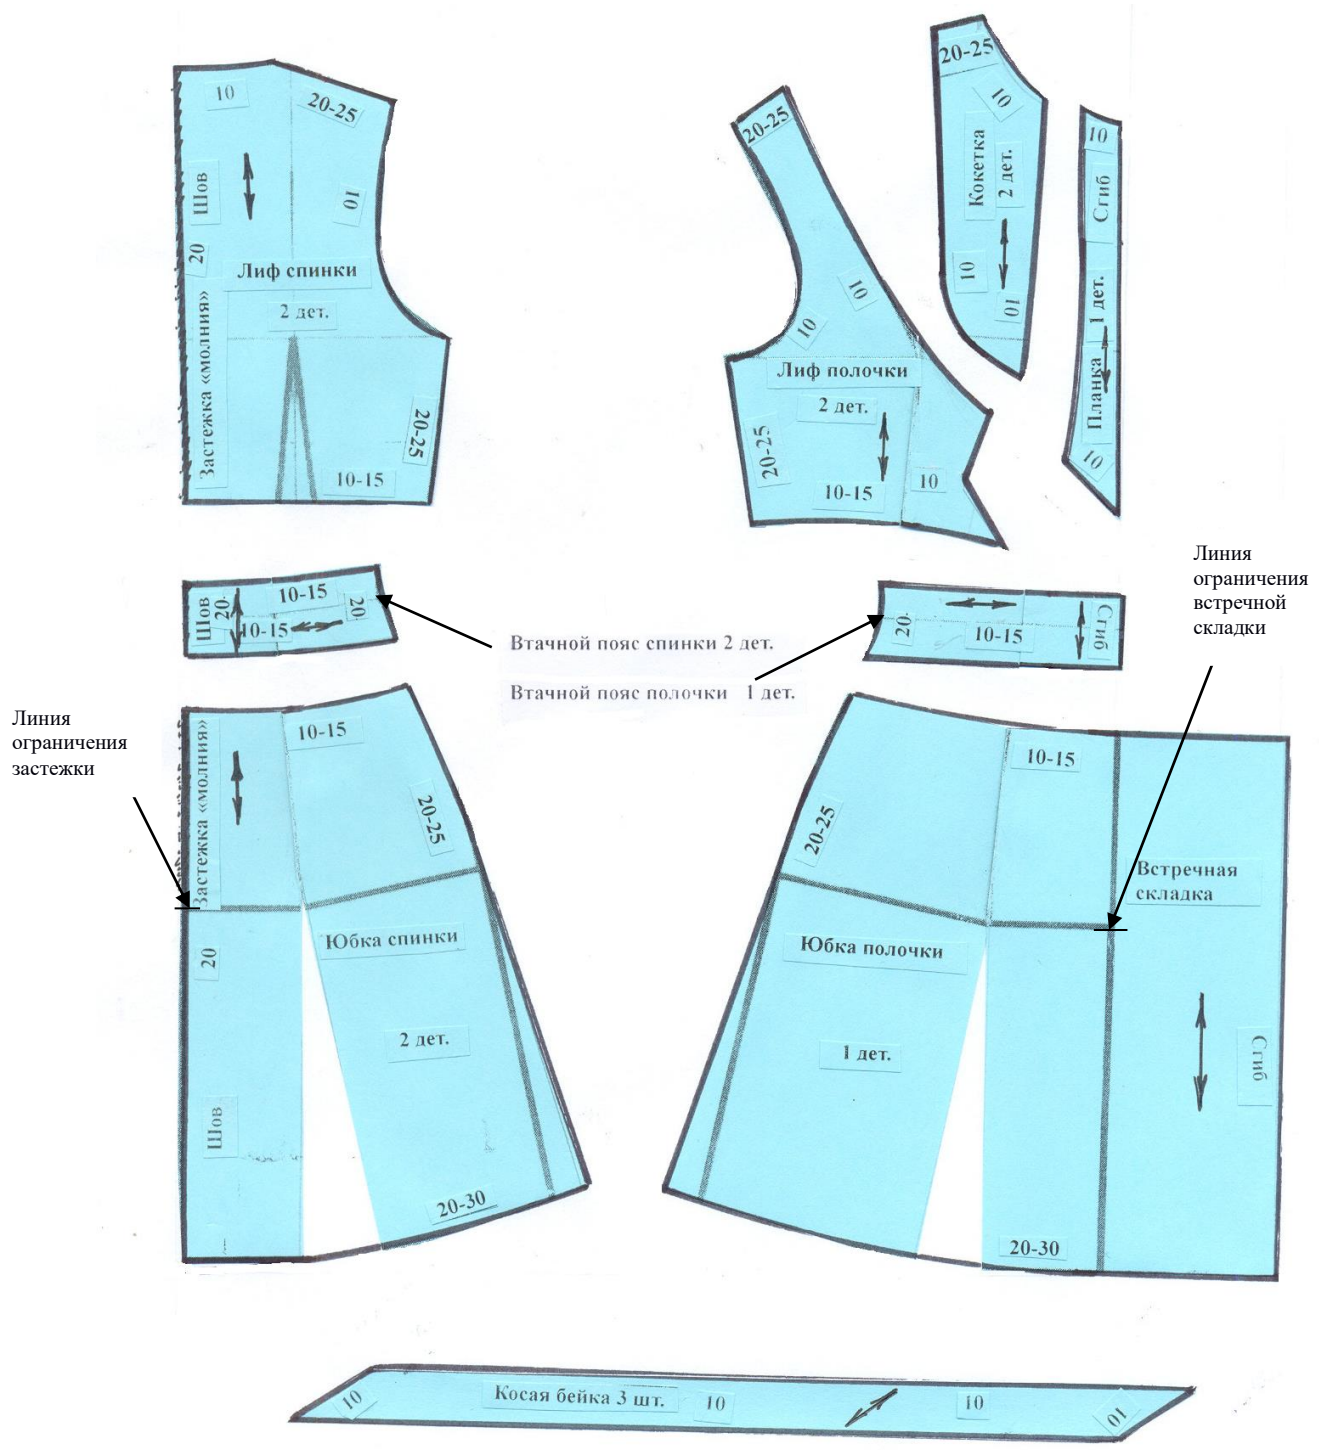 10
20-25
Шов
10
20
Лиф спинки
2 дет.
Застежка «молния»
20-25
10-15
20-25
10
10
Лиф полочки
2 дет.
20-25
10-15
10
20-25
10
Кокетка
2 дет.
10
10
10
Сгиб
1 дет.
Планка
10
Шов
20
10-15
20
10-15
Втачной пояс спинки 2 дет.
Втачной пояс полочки 1 дет.
20
10-15
Сгиб
Линия
ограничения
встречной
складки
Линия
ограничения
застежки
Застежка «молния»
10-15
20-25
20
Юбка спинки
2 дет.
Шов
20-30
10-15
20-25
Встречная
складка
Юбка полочки
1 дет.
Сгиб
20-30
10
Косая бейка 3 шт.
10
10
10